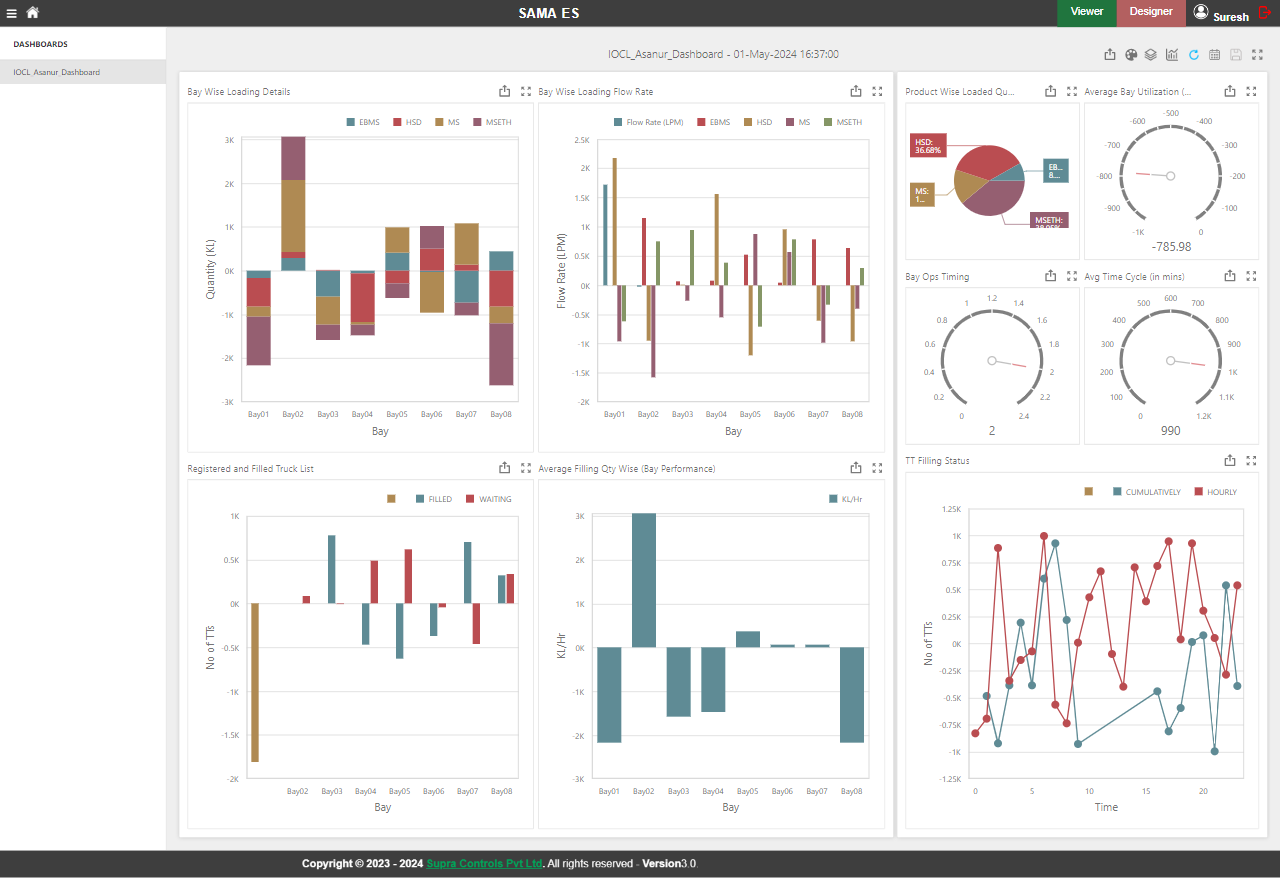 SAMA ES
Viewer
Designer
Suresh
DASHBOARDS
IOCL_Asanur_Dashboard
IOCL_Asanur_Dashboard - 01-May-2024 16:37:00
Bay Wise Loading Details
EBMS HSD MS MSETH
3K
2K
1K
0K
-1K
-2K
-3K
Quantity (KL)
Bay01 Bay02 Bay03 Bay04 Bay05 Bay06 Bay07 Bay08
Bay
Bay Wise Loading Flow Rate
Flow Rate (LPM) EBMS HSD MS MSETH
2.5K
2K
1.5K
1K
0.5K
0K
-0.5K
-1K
-1.5K
-2K
Flow Rate (LPM)
Bay01 Bay02 Bay03 Bay04 Bay05 Bay06 Bay07 Bay08
Bay
Product Wise Loaded Qu...
HSD:
36.68%
EB...
8....
MS:
1...
MSETH:
Average Bay Utilization (...
-500
-600 -400
-700 -300
-800 -200
-900 -100
-1K 0
-785.98
Bay Ops Timing
1.2
1 1.4
0.8 1.6
0.6 1.8
0.4 2
0.2 2.2
0 2.4
2
Avg Time Cycle (in mins)
600
500 700
400 800
300 900
200 1K
100 1.1K
0 1.2K
990
Registered and Filled Truck List
FILLED WAITING
1K
0.5K
0K
-0.5K
-1K
-1.5K
-2K
No of TTs
Bay02 Bay03 Bay04 Bay05 Bay06 Bay07 Bay08
Bay
Average Filling Qty Wise (Bay Performance)
KL/Hr
3K
2K
1K
0K
-1K
-2K
-3K
KL/Hr
Bay01 Bay02 Bay03 Bay04 Bay05 Bay06 Bay07 Bay08
Bay
TT Filling Status
CUMULATIVELY HOURLY
1.25K
1K
0.75K
0.5K
0.25K
0K
-0.25K
-0.5K
-0.75K
-1K
-1.25K
No of TTs
0 5 10 15 20
Time
Copyright © 2023 - 2024 Supra Controls Pvt Ltd. All rights reserved - Version3.0.